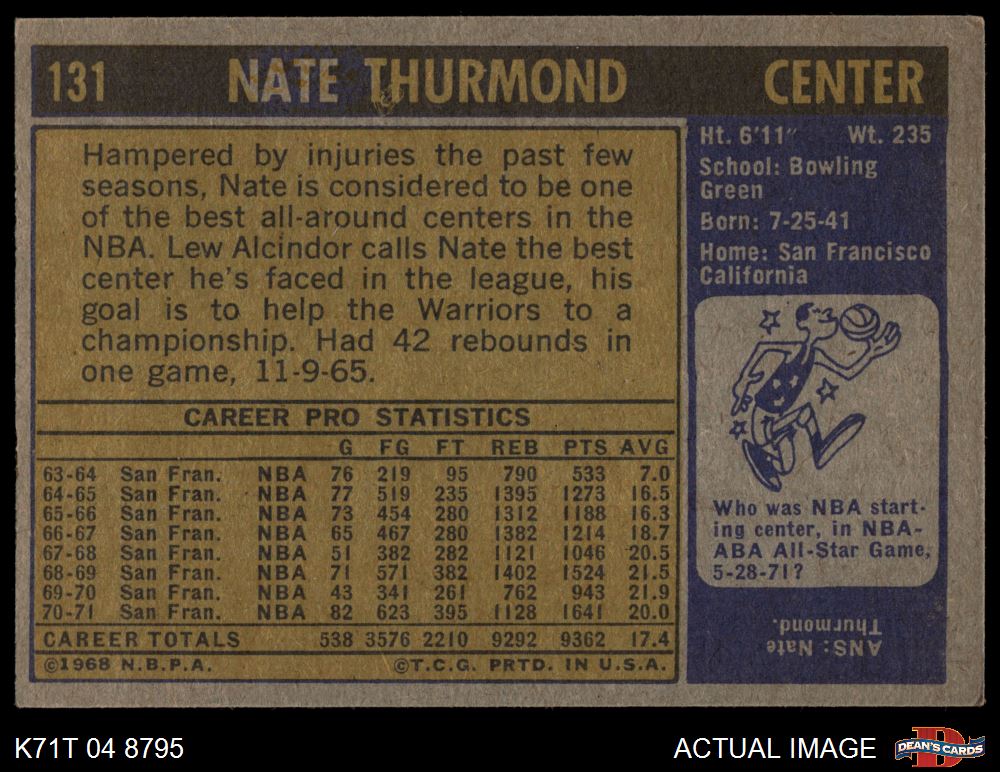 131 NATE THURMOND CENTER
Hampered by injuries the past few
seasons, Nate is considered to be one
of the best all-around centers in the
NBA. Lew Alcindor calls Nate the best
center he's faced in the league, his
goal is to help the Warriors to a
championship. Had 42 rebounds in
one game, 11-9-65.
CAREER PRO STATISTICS
G FG FT REB PTS AVG
63-64 San Fran. NBA 76 219 95 790 533 7.0
64-65 San Fran. NBA 77 519 235 1395 1273 16.5
65-66 San Fran. NBA 73 454 280 1312 1188 16.3
66-67 San Fran. NBA 65 467 280 1382 1214 18.7
67-68 San Fran. NBA 51 382 282 1121 1046 20.5
68-69 San Fran. NBA 71 571 382 1402 1524 21.5
69-70 San Fran. NBA 43 341 261 762 943 21.9
70-71 San Fran. NBA 82 623 395 1128 1641 20.0
CAREER TOTALS 538 3576 2210 9292 9362 17.4
©1968 N.B.P.A. ©T.C.G. PRTD. IN U.S.A.
Ht. 6'11" Wt. 235
School: Bowling
Green
Born: 7-25-41
Home: San Francisco
California
Who was NBA start-
ing center, in NBA-
ABA All-Star Game,
5-28-71?
ANS: Nate
Thurmond.
K71T 04 8795 ACTUAL IMAGE
D
DEAN'S CARDS